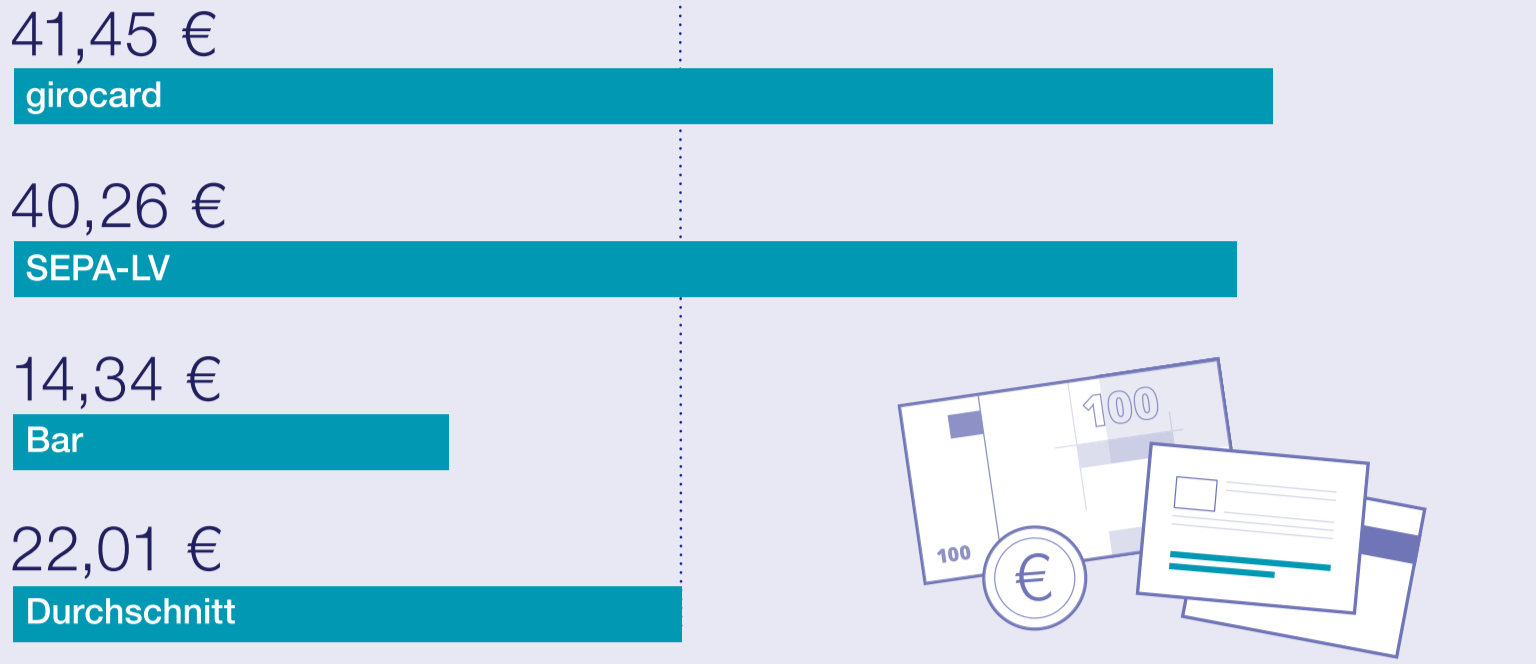 41,45 €
girocard
40,26 €
SEPA-LV
14,34 €
Bar
22,01 €
Durchschnitt
100
100
€